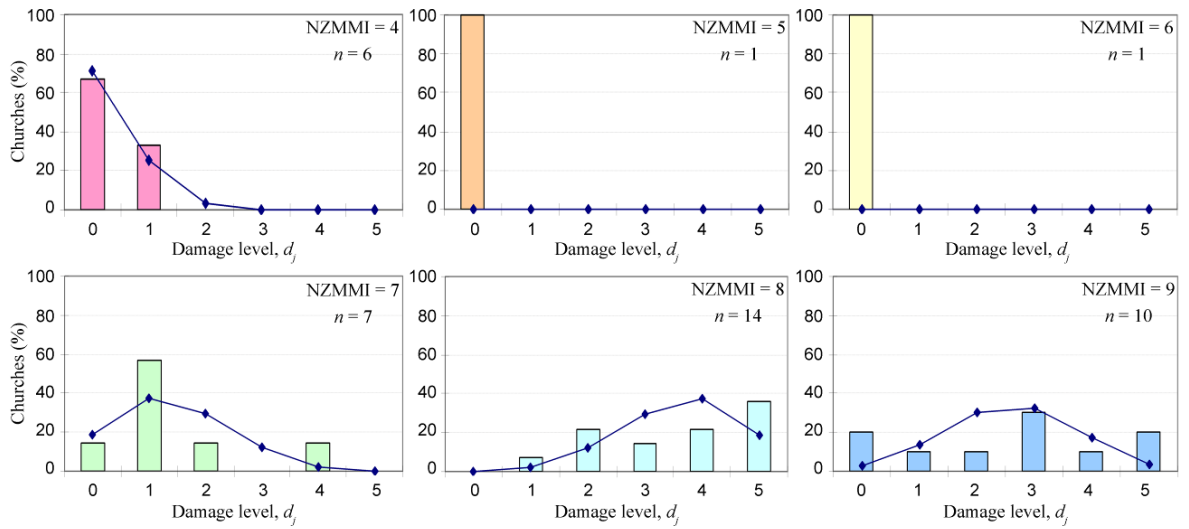 100
80
60
40
20
0
Churches (%)
NZMMI = 4
n = 6
0 1 2 3 4 5
Damage level, dj
100
80
60
40
20
0
NZMMI = 5
n = 1
0 1 2 3 4 5
Damage level, dj
100
80
60
40
20
0
NZMMI = 6
n = 1
0 1 2 3 4 5
Damage level, dj
100
80
60
40
20
0
Churches (%)
NZMMI = 7
n = 7
0 1 2 3 4 5
Damage level, dj
100
80
60
40
20
0
NZMMI = 8
n = 14
0 1 2 3 4 5
Damage level, dj
100
80
60
40
20
0
NZMMI = 9
n = 10
0 1 2 3 4 5
Damage level, dj